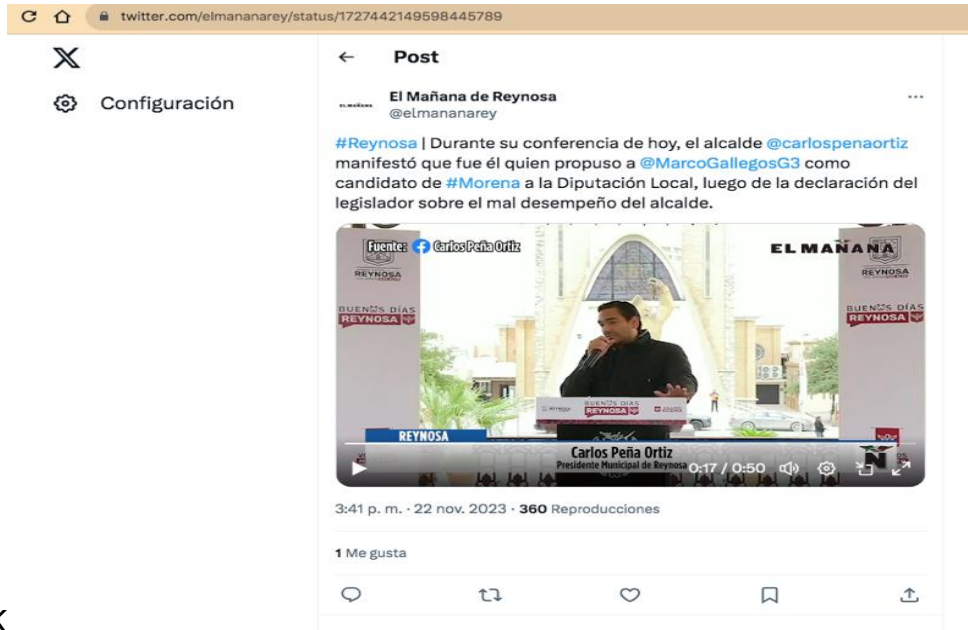 twitter.com/elmananarey/status/1727442149598445789
Post
Configuración
EL MAÑANA
El Mañana de Reynosa
@elmananarey
#Reynosa | Durante su conferencia de hoy, el alcalde @carlospenaortiz
manifestó que fue él quien propuso a @MarcoGallegosG3 como
candidato de #Morena a la Diputación Local, luego de la declaración del
legislador sobre el mal desempeño del alcalde.
Fuente: Carlos Peña Ortiz
EL MAÑANA
REYNOSA
REYNOSA
BUENOS DÍAS
REYNOSA
BUENOS DÍAS
REYNOSA
BUENOS DÍAS
REYNOSA
REYNOSA
Carlos Peña Ortiz
Presidente Municipal de Reynosa
0:17 / 0:50
3:41 p. m. · 22 nov. 2023 · 360 Reproducciones
1 Me gusta
K